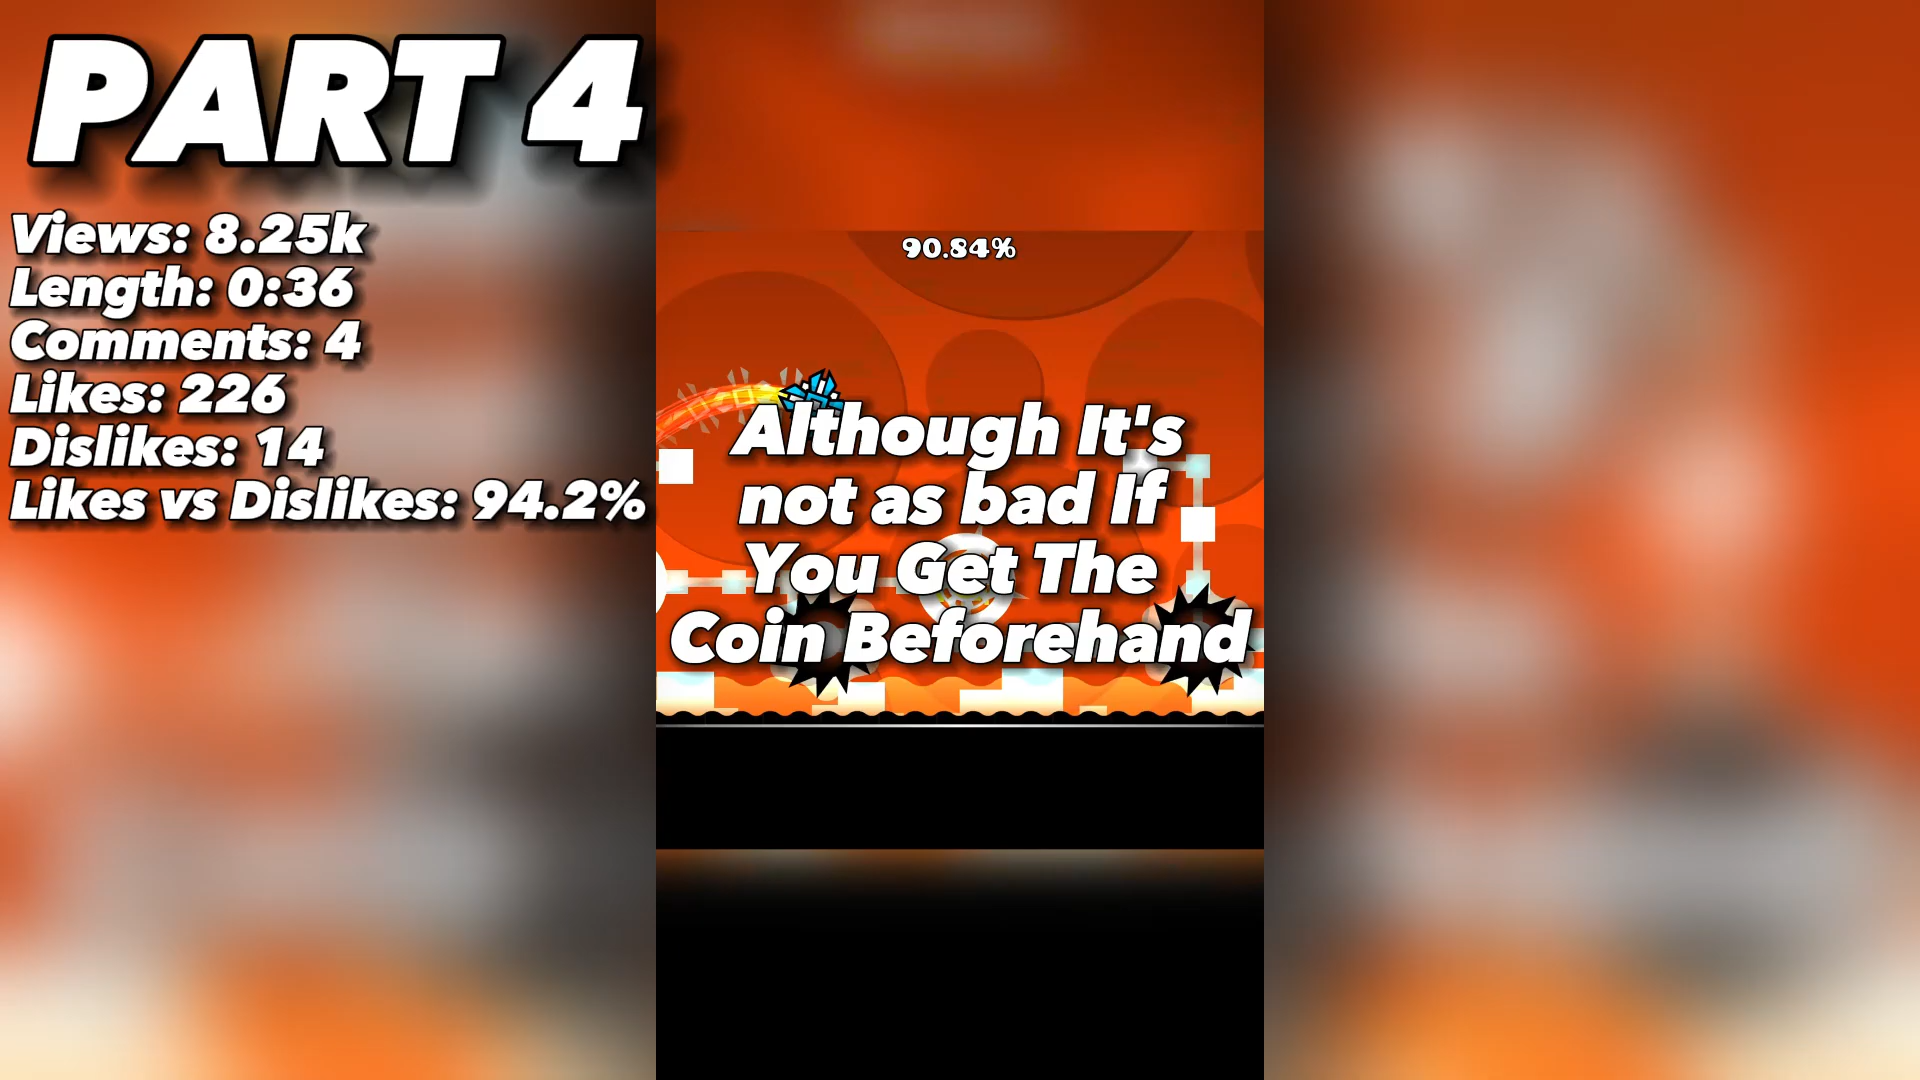 PART 4
Views: 8.25k
Length: 0:36
Comments: 4
Likes: 226
Dislikes: 14
Likes vs Dislikes: 94.2%
90.84%
Although It's
not as bad If
You Get The
Coin Beforehand